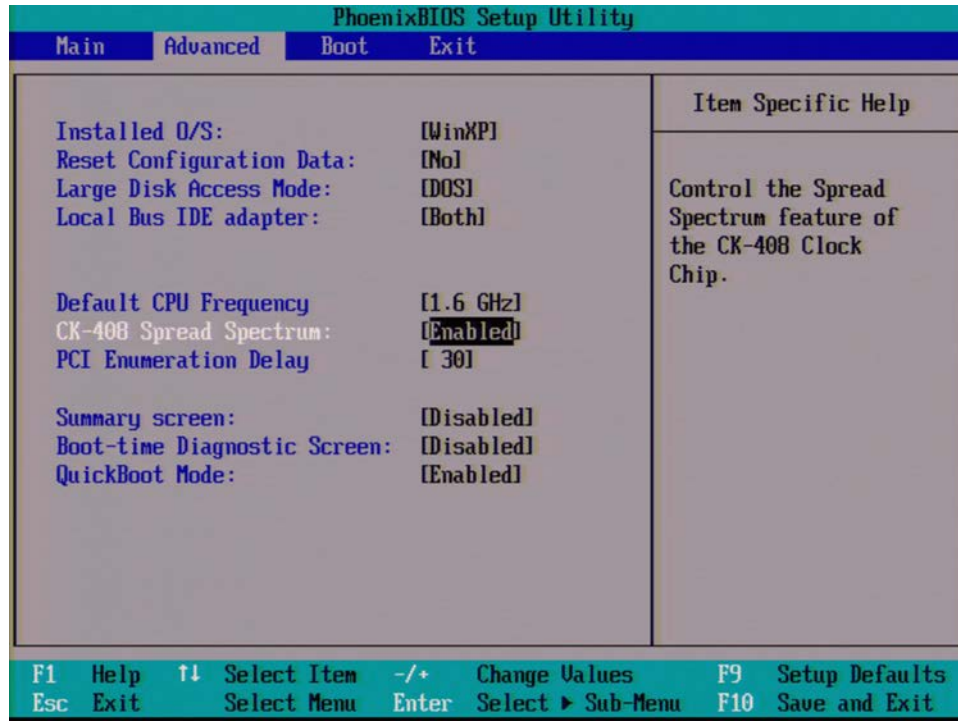 PhoenixBIOS Setup Utility
Main Advanced Boot Exit
Item Specific Help
Installed O/S: [WinXP]
Reset Configuration Data: [No]
Large Disk Access Mode: [DOS]
Local Bus IDE adapter: [Both]
Default CPU Frequency [1.6 GHz]
CK-408 Spread Spectrum: [Enabled]
PCI Enumeration Delay [ 30]
Summary screen: [Disabled]
Boot-time Diagnostic Screen: [Disabled]
QuickBoot Mode: [Enabled]
Control the Spread
Spectrum feature of
the CK-408 Clock
Chip.
F1 Help ↑↓ Select Item -/+ Change Values F9 Setup Defaults
Esc Exit Select Menu Enter Select ▶ Sub-Menu F10 Save and Exit